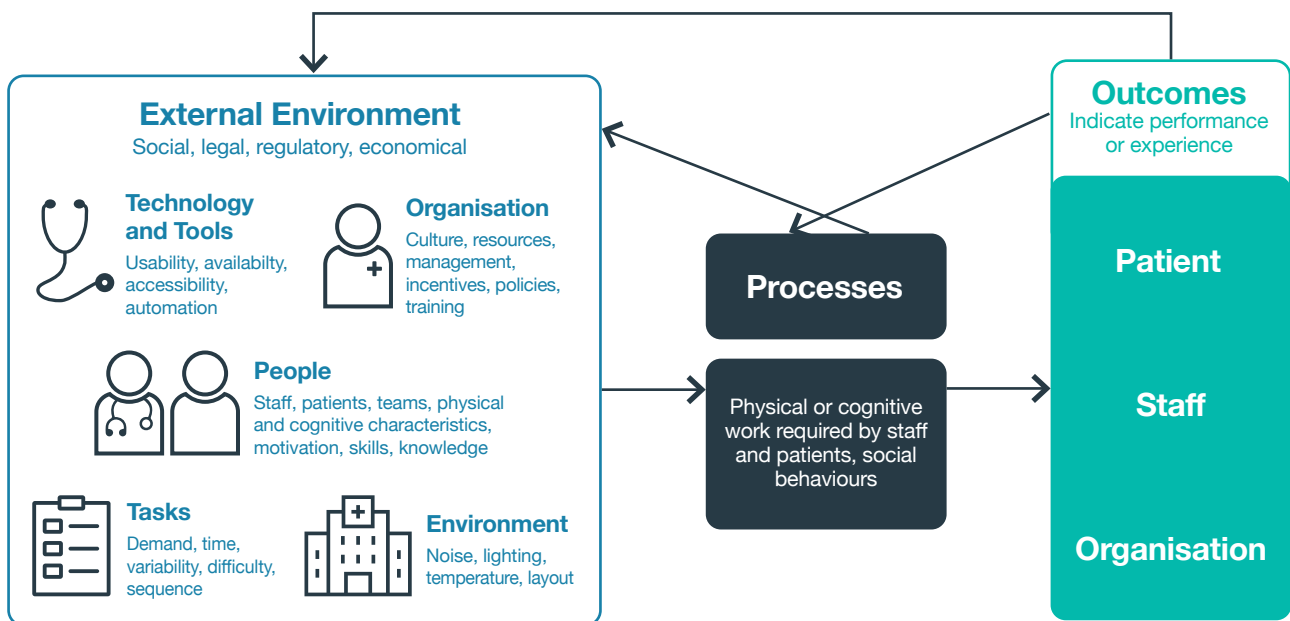 External Environment
Social, legal, regulatory, economical
Technology
and Tools
Usability, availabilty,
accessibility,
automation
Organisation
Culture, resources,
management,
incentives, policies,
training
People
Staff, patients, teams, physical
and cognitive characteristics,
motivation, skills, knowledge
Tasks
Demand, time,
variability, difficulty,
sequence
Environment
Noise, lighting,
temperature, layout
Processes
Physical or cognitive
work required by staff
and patients, social
behaviours
Outcomes
Indicate performance
or experience
Patient
Staff
Organisation